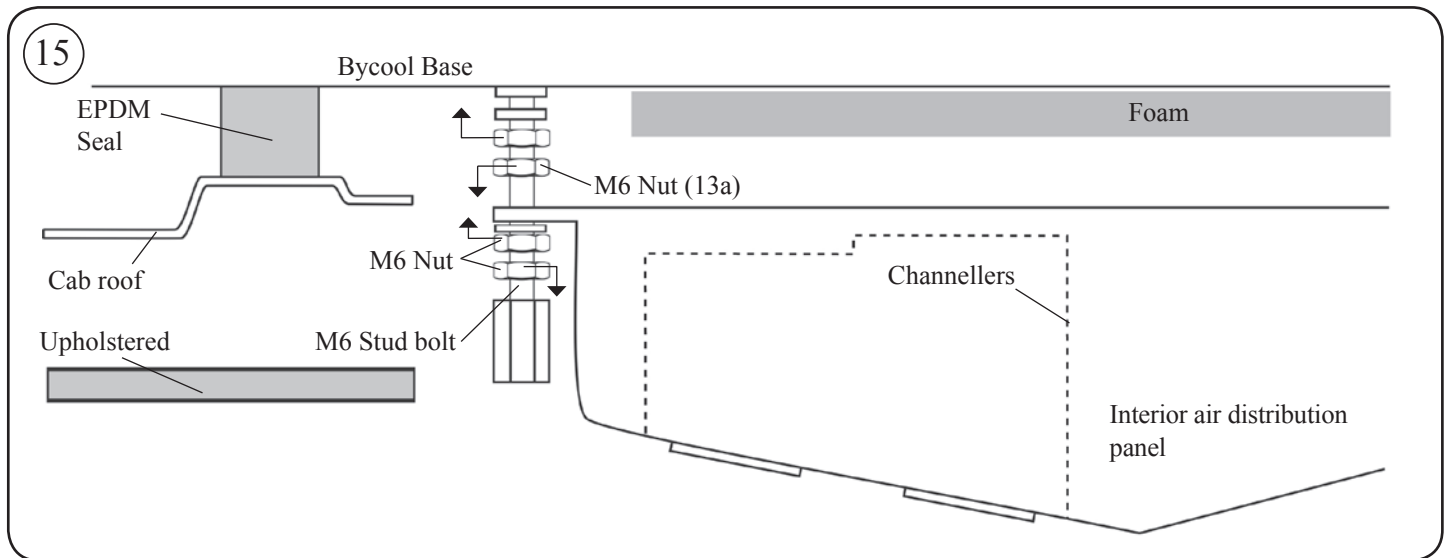 15
Bycool Base
EPDM
Seal
Foam
M6 Nut (13a)
M6 Nut
Cab roof
Channellers
Upholstered
M6 Stud bolt
Interior air distribution
panel